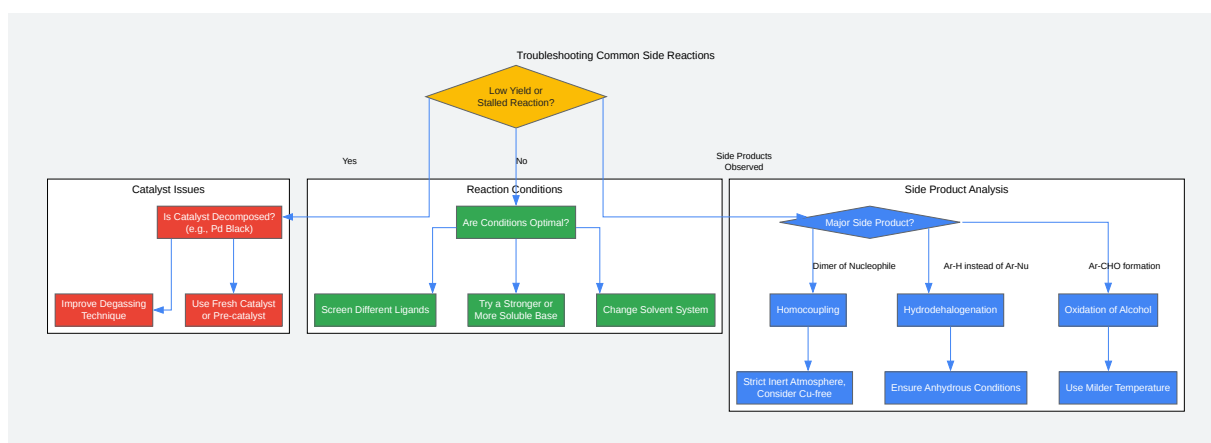 Troubleshooting Common Side Reactions
Low Yield or
Stalled Reaction?
Yes
No
Side Products
Observed
Catalyst Issues
Is Catalyst Decomposed?
(e.g., Pd Black)
Improve Degassing
Technique
Use Fresh Catalyst
or Pre-catalyst
Reaction Conditions
Are Conditions Optimal?
Screen Different Ligands
Try a Stronger or
More Soluble Base
Change Solvent System
Side Product Analysis
Major Side Product?
Dimer of Nucleophile
Ar-H instead of Ar-Nu
Ar-CHO formation
Homocoupling
Hydrodehalogenation
Oxidation of Alcohol
Strict Inert Atmosphere,
Consider Cu-free
Ensure Anhydrous Conditions
Use Milder Temperature